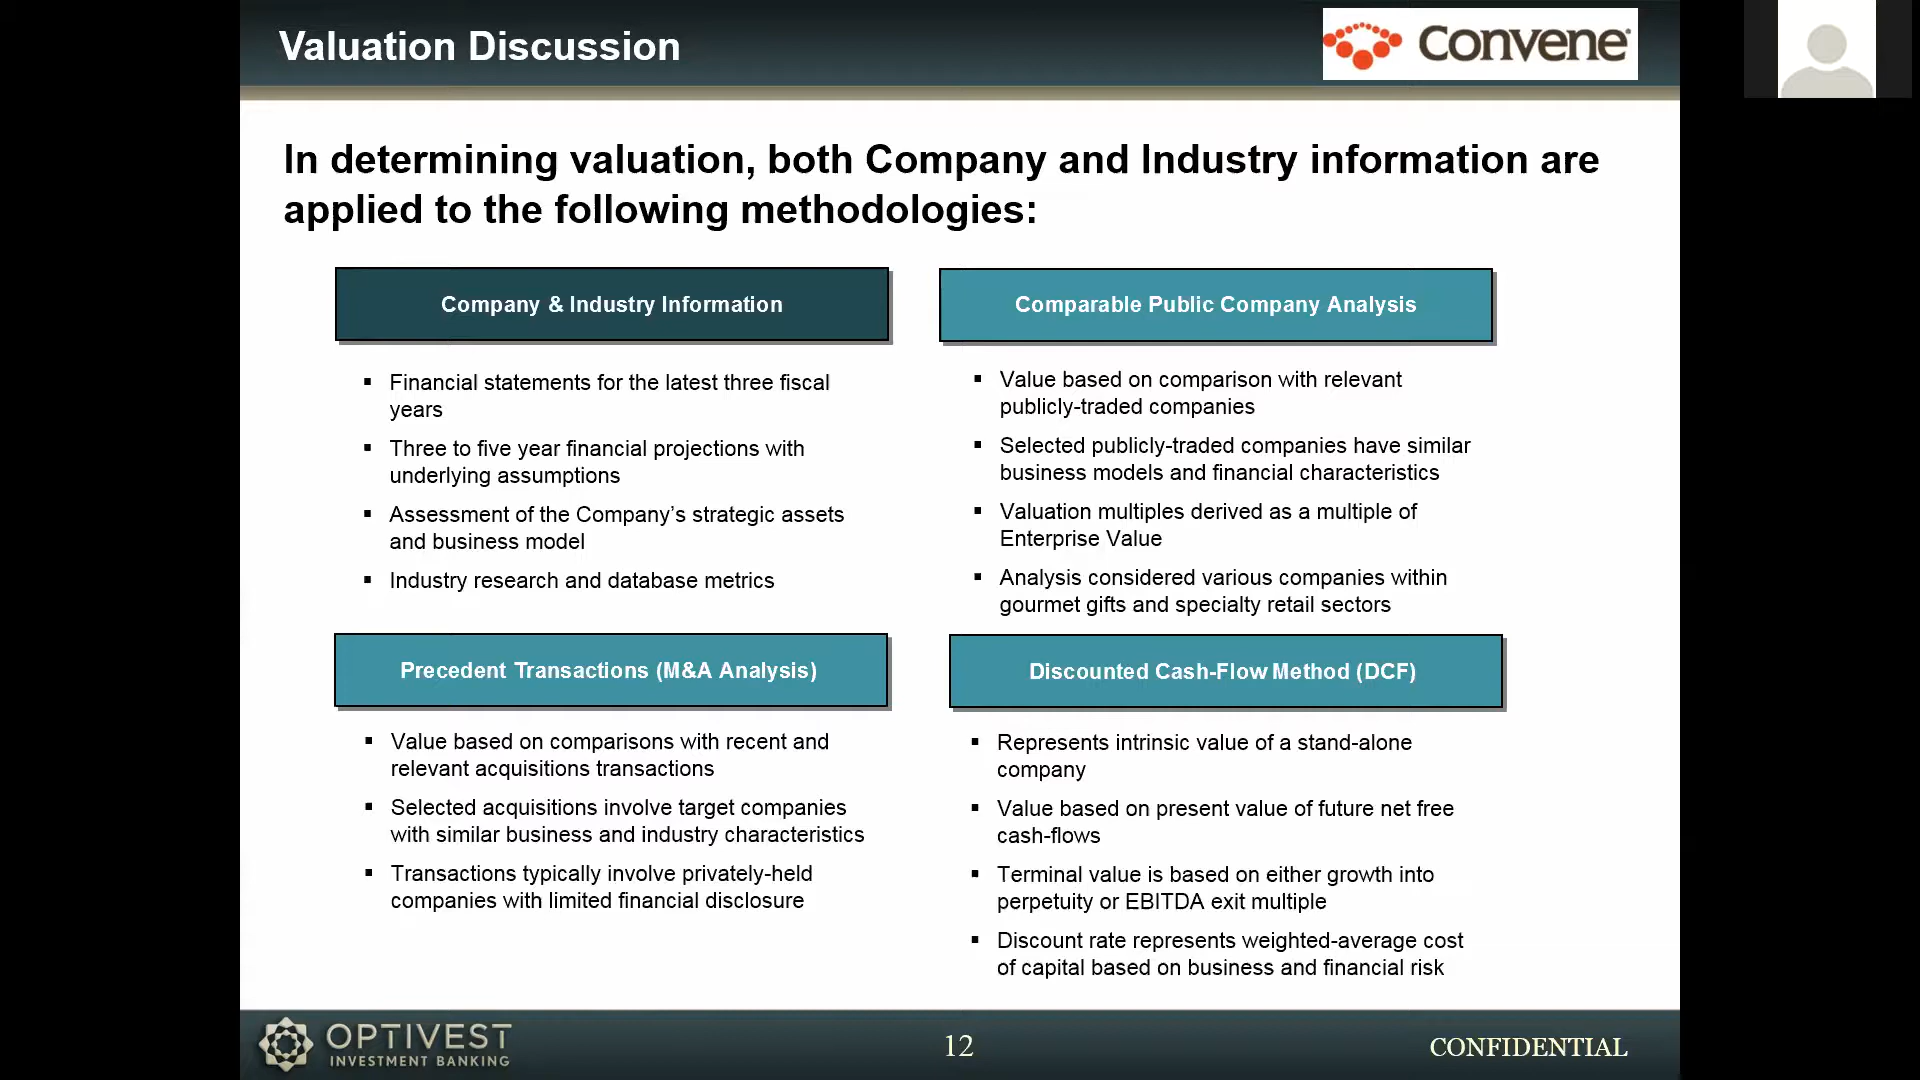 Valuation Discussion
Convene
In determining valuation, both Company and Industry information are
applied to the following methodologies:
Company & Industry Information
▪ Financial statements for the latest three fiscal
years
▪ Three to five year financial projections with
underlying assumptions
▪ Assessment of the Company’s strategic assets
and business model
▪ Industry research and database metrics
Comparable Public Company Analysis
▪ Value based on comparison with relevant
publicly-traded companies
▪ Selected publicly-traded companies have similar
business models and financial characteristics
▪ Valuation multiples derived as a multiple of
Enterprise Value
▪ Analysis considered various companies within
gourmet gifts and specialty retail sectors
Precedent Transactions (M&A Analysis)
▪ Value based on comparisons with recent and
relevant acquisitions transactions
▪ Selected acquisitions involve target companies
with similar business and industry characteristics
▪ Transactions typically involve privately-held
companies with limited financial disclosure
Discounted Cash-Flow Method (DCF)
▪ Represents intrinsic value of a stand-alone
company
▪ Value based on present value of future net free
cash-flows
▪ Terminal value is based on either growth into
perpetuity or EBITDA exit multiple
▪ Discount rate represents weighted-average cost
of capital based on business and financial risk
OPTIVEST
INVESTMENT BANKING
12
CONFIDENTIAL